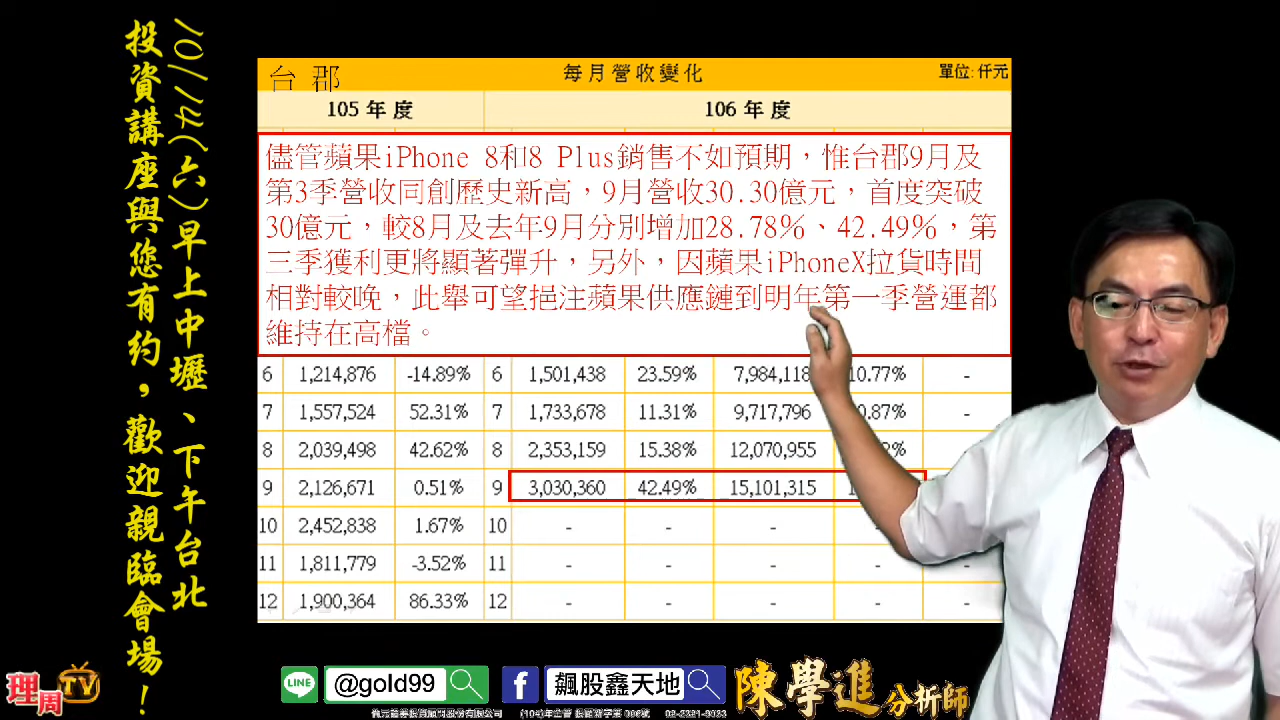 10/14(六)早上中壢、下午台北
投資講座與您有約，歡迎親臨會場！
台郡 每月營收變化 單位:仟元
105年度 106年度
儘管蘋果iPhone 8和8 Plus銷售不如預期，惟台郡9月及
第3季營收同創歷史新高，9月營收30.30億元，首度突破
30億元，較8月及去年9月分別增加28.78%、42.49%，第
三季獲利更將顯著彈升，另外，因蘋果iPhoneX拉貨時間
相對較晚，此舉可望挹注蘋果供應鏈到明年第一季營運都
維持在高檔。
6 1,214,876 -14.89% 6 1,501,438 23.59% 7,984,118 10.77% -
7 1,557,524 52.31% 7 1,733,678 11.31% 9,717,796 -
8 2,039,498 42.62% 8 2,353,159 15.38% 12,070,955
9 2,126,671 0.51% 9 3,030,360 42.49% 15,101,315
10 2,452,838 1.67% 10 - - - - -
11 1,811,779 -3.52% 11 - - - - -
12 1,900,364 86.33% 12 - - - - -
理周TV LINE @gold99 f 飆股鑫天地 陳學進分析師